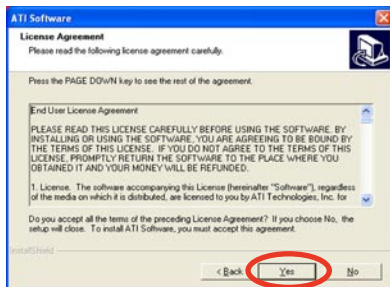 ATI Software
License Agreement
Please read the following license agreement carefully.
Press the PAGE DOWN key to see the rest of the agreement.
End User License Agreement
PLEASE READ THIS LICENSE CAREFULLY BEFORE USING THE SOFTWARE. BY
INSTALLING OR USING THE SOFTWARE, YOU ARE AGREEING TO BE BOUND BY
THE TERMS OF THIS LICENSE. IF YOU DO NOT AGREE TO THE TERMS OF THIS
LICENSE, PROMPTLY RETURN THE SOFTWARE TO THE PLACE WHERE YOU
OBTAINED IT AND YOUR MONEY WILL BE REFUNDED.
1. License. The software accompanying this License (hereinafter "Software"), regardless
of the media on which it is distributed, are licensed to you by ATI Technologies, Inc. for
Do you accept all the terms of the preceding License Agreement? If you choose No, the
setup will close. To install ATI Software, you must accept this agreement.
InstallShield
< Back Yes No